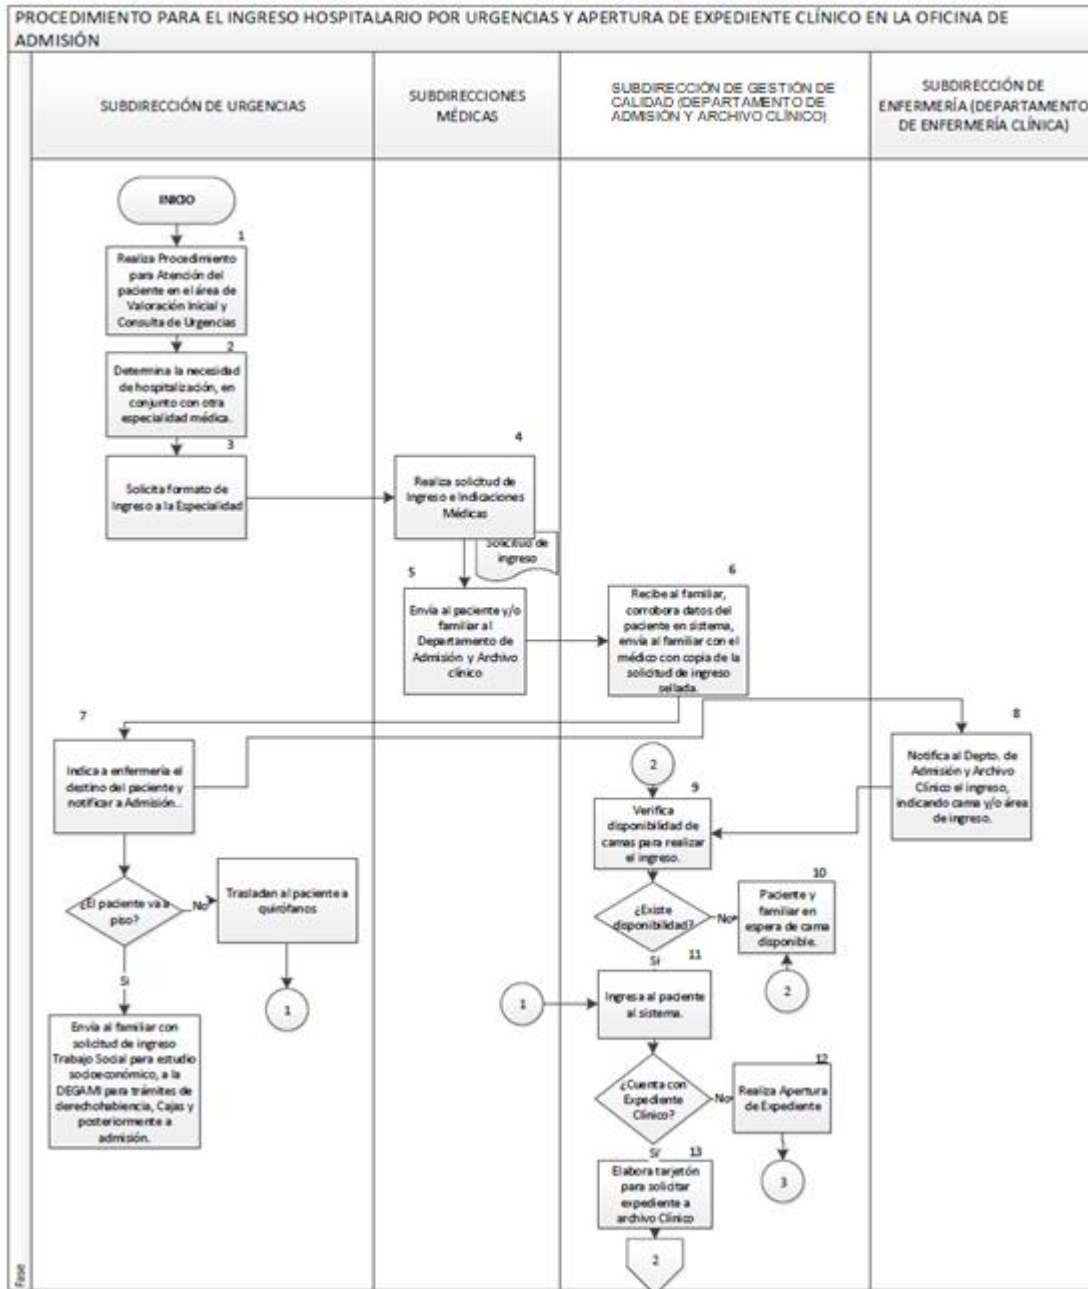 PROCEDIMIENTO PARA EL INGRESO HOSPITALARIO POR URGENCIAS Y APERTURA DE EXPEDIENTE CLÍNICO EN LA OFICINA DE
ADMISIÓN
SUBDIRECCIÓN DE URGENCIAS
SUBDIRECCIONES
MÉDICAS
SUBDIRECCIÓN DE GESTIÓN DE
CALIDAD (DEPARTAMENTO DE
ADMISIÓN Y ARCHIVO CLÍNICO)
SUBDIRECCIÓN DE
ENFERMERÍA (DEPARTAMENTO
DE ENFERMERÍA CLÍNICA)
INICIO
1
Realiza Procedimiento
para Atención del
paciente en el área de
Valoración Inicial y
Consulta de Urgencias
2
Determina la necesidad
de hospitalización, en
conjunto con otra
especialidad médica.
3
Solicita formato de
Ingreso a la Especialidad
4
Realiza solicitud de
Ingreso e Indicaciones
Médicas
Solicitud de
ingreso
5
Envía al paciente y/o
familiar al
Departamento de
Admisión y Archivo
clínico
6
Recibe al familiar,
corrobora datos del
paciente en sistema,
envía al familiar con el
médico con copia de la
solicitud de ingreso
sellada.
7
Indica a enfermería el
destino del paciente y
notificar a Admisión...
8
Notifica al Depto. de
Admisión y Archivo
Clínico el ingreso,
indicando cama y/o área
de ingreso.
2
9
Verifica
disponibilidad de
camas para realizar
el ingreso.
¿El paciente va a
piso?
No
Trasladan al paciente a
quirófanos
1
Si
Envía al familiar con
solicitud de ingreso
Trabajo Social para estudio
socioeconómico, a la
DEGAMI para trámites de
derechohabiencia, Cajas y
posteriormente a
admisión.
¿Existe
disponibilidad?
No
10
Paciente y
familiar en
espera de cama
disponible.
2
Si
11
1
Ingresa al paciente
al sistema.
¿Cuenta con
Expediente
Clínico?
No
12
Realiza Apertura
de Expediente
3
Si
13
Elabora tarjetón
para solicitar
expediente a
archivo Clínico
2
Fase